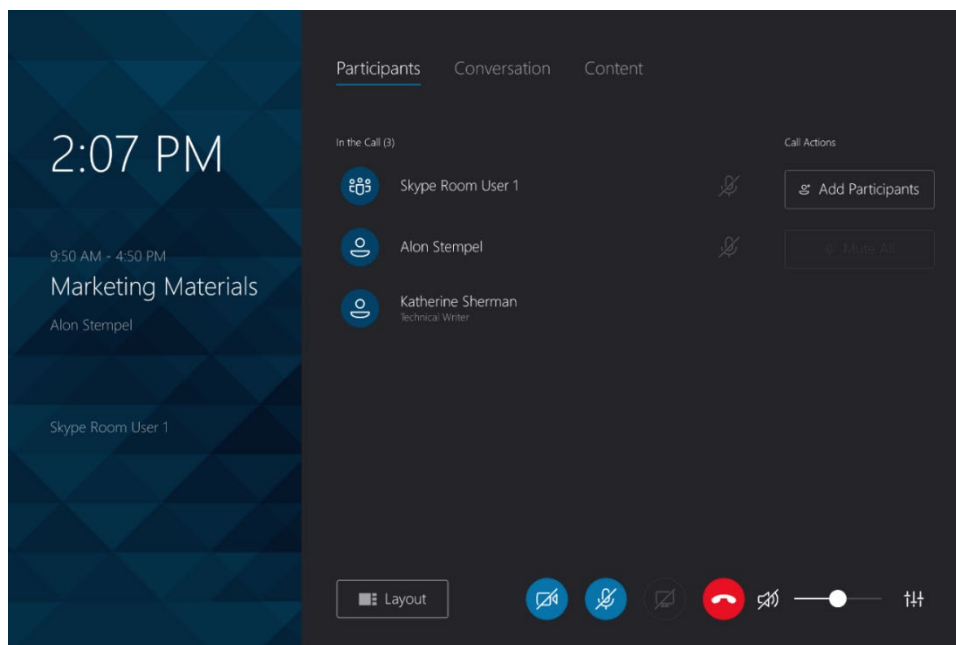 2:07 PM
9:50 AM - 4:50 PM
Marketing Materials
Alon Stempel
Skype Room User 1
Participants Conversation Content
In the Call (3)
Call Actions
Skype Room User 1
Add Participants
Alon Stempel
Mute All
Katherine Sherman
Technical Writer
Layout